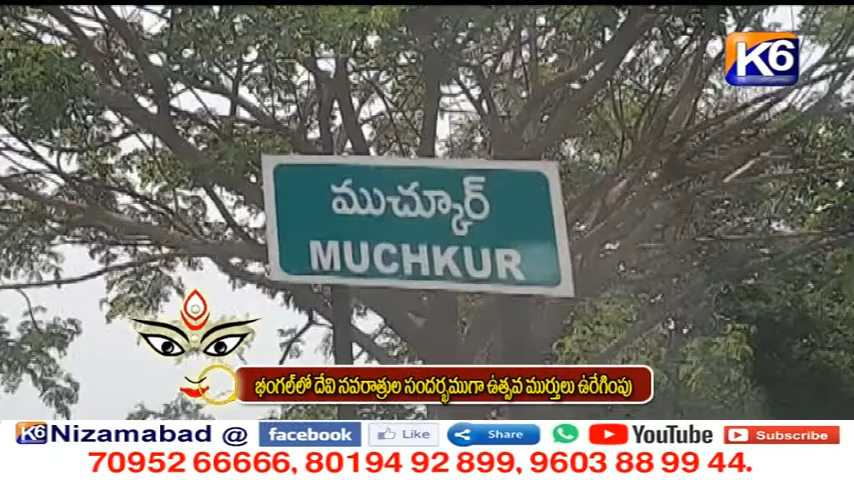 K6
ముచ్కూర్
MUCHKUR
భీంగల్‌లో దేవి నవరాత్రుల సందర్భముగా ఉత్సవ ముర్తులు ఉరేగింపు
K6 Nizamabad @ facebook Like Share YouTube Subscribe
70952 66666, 80194 92 899, 9603 88 99 44.